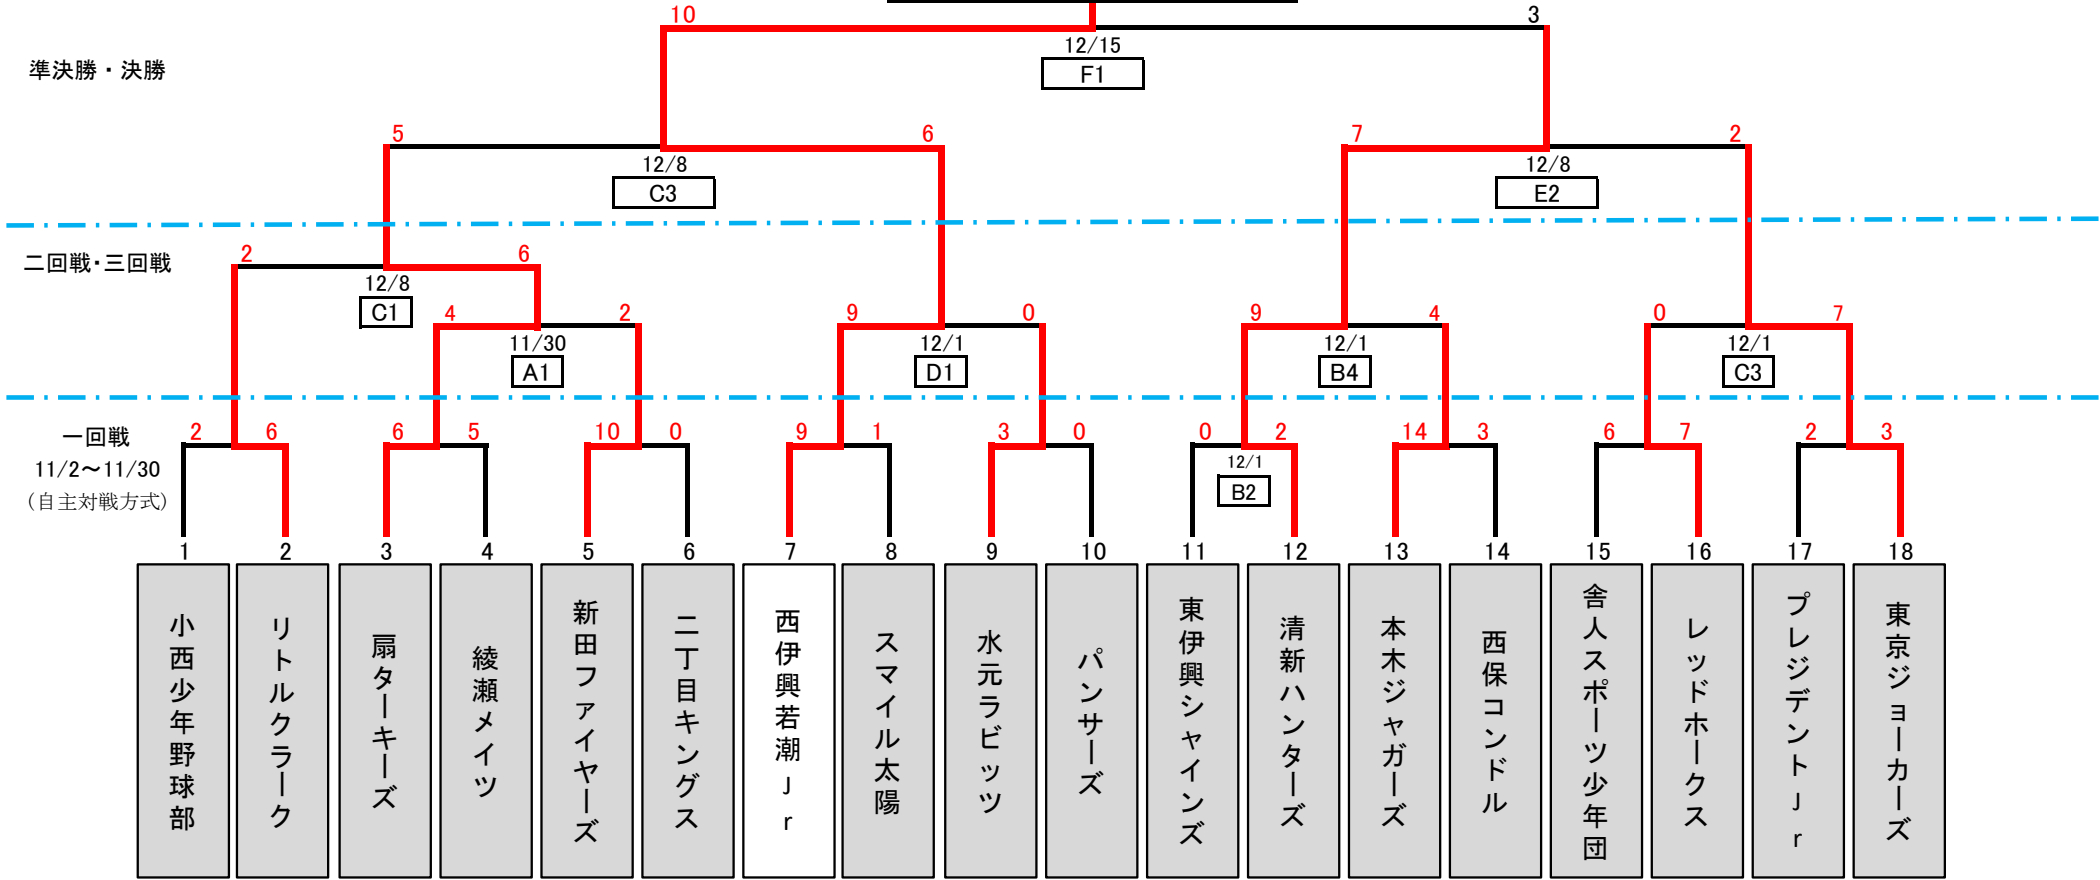 10 3
12/15
F1
準決勝・決勝
5 6 7 2
12/8 12/8
C3 E2
2 6
二回戦・三回戦
12/8
C1
4 2 9 0 9 4 0 7
11/30 12/1 12/1 12/1
A1 D1 B4 C3
一回戦
2 6 6 5 10 0 9 1 3 0 0 2 14 3 6 7 2 3
11/2～11/30
12/1
(自主対戦方式)
B2
1 2 3 4 5 6 7 8 9 10 11 12 13 14 15 16 17 18
小西少年野球部
リトルクラーク
扇ターキーズ
綾瀬メイツ
新田ファイヤーズ
二丁目キングス
西伊興若潮Jr
スマイル太陽
水元ラビッツ
パンサーズ
東伊興シャインズ
清新ハンターズ
本木ジャガーズ
西保コンドル
舎人スポーツ少年団
レッドホークス
プレジデントJr
東京ジョーカーズ